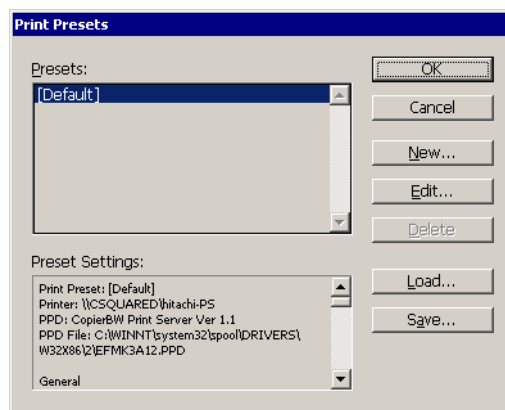 Print Presets
Presets:
[Default]
OK
Cancel
New...
Edit...
Delete
Preset Settings:
Print Preset: [Default]
Printer: \\CSQUARED\hitachi-PS
PPD: CopierBW Print Server Ver 1.1
PPD File: C:\WINNT\system32\spool\DRIVERS\
W32X86\2\EFMK3A12.PPD
General
Load...
Save...